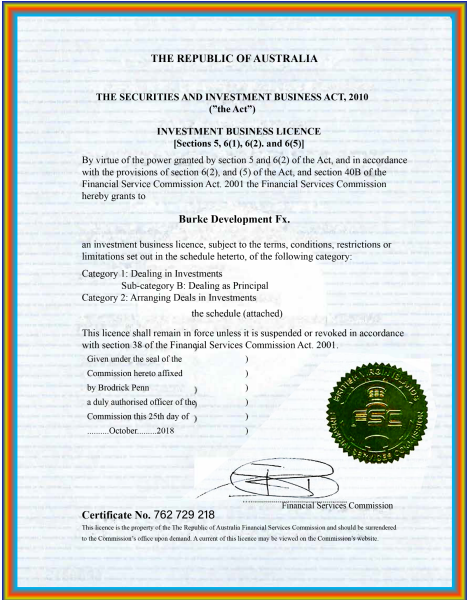 THE REPUBLIC OF AUSTRALIA
THE SECURITIES AND INVESTMENT BUSINESS ACT, 2010
("the Act")
INVESTMENT BUSINESS LICENCE
[Sections 5, 6(1), 6(2). and 6(5)]
By virtue of the power granted by section 5 and 6(2) of the Act, and in accordance
with the provisions of section 6(2), and (5) of the Act, and section 40B of the
Financial Service Commission Act. 2001 the Financial Services Commission
hereby grants to
Burke Development Fx.
an investment business licence, subject to the terms, conditions, restrictions or
limitations set out in the schedule heterto, of the following category:
Category 1: Dealing in Investments
Sub-category B: Dealing as Principal
Category 2: Arranging Deals in Investments
the schedule (attached)
This licence shall remain in force unless it is suspended or revoked in accordance
with section 38 of the Finanqial Services Commission Act. 2001.
Given under the seal of the )
Commission hereto affixed )
by Brodrick Penn ) )
a duly authorised officer of the) )
Commission this 25th day of ) )
..........October.........2018 )
FSC
Financial Services Commission
Certificate No. 762 729 218
This licence is the property of the The Republic of Australia Financial Services Commission and should be surrendered
to the Commission's office upon demand. A current of this licence may be viewed on the Commission's website.